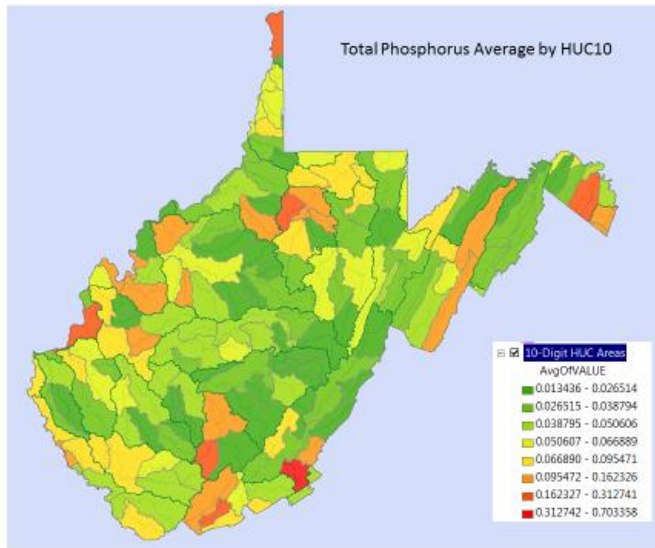 Total Phosphorus Average by HUC10
10-Digit HUC Areas
AvgOfVALUE
0.013436 - 0.026514
0.026515 - 0.038794
0.038795 - 0.050606
0.050607 - 0.066889
0.066890 - 0.095471
0.095472 - 0.162326
0.162327 - 0.312741
0.312742 - 0.703358